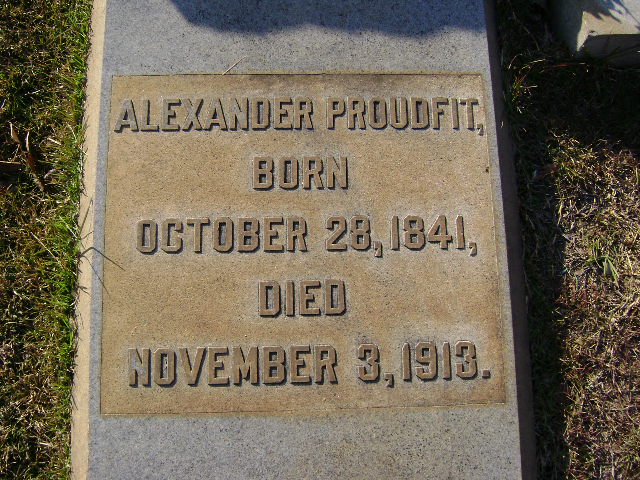 ALEXANDER PROUDFIT,
BORN
OCTOBER 28, 1841,
DIED
NOVEMBER 3, 1913.